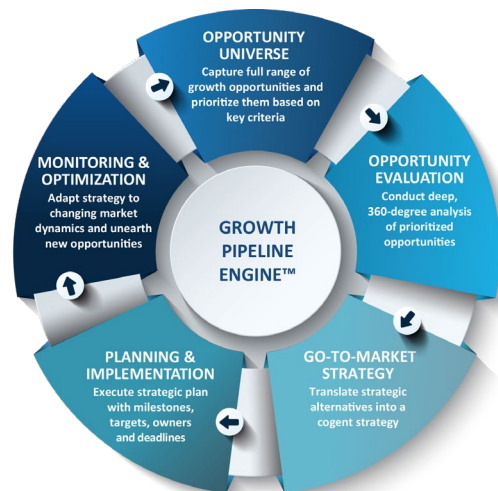 OPPORTUNITY
UNIVERSE
Capture full range of
growth opportunities and
prioritize them based on
key criteria
OPPORTUNITY
EVALUATION
Conduct deep,
360-degree analysis
of prioritized
opportunities
GO-TO-MARKET
STRATEGY
Translate strategic
alternatives into a
cogent strategy
PLANNING &
IMPLEMENTATION
Execute strategic plan
with milestones,
targets, owners
and deadlines
MONITORING &
OPTIMIZATION
Adapt strategy to
changing market
dynamics and unearth
new opportunities
GROWTH
PIPELINE
ENGINE™